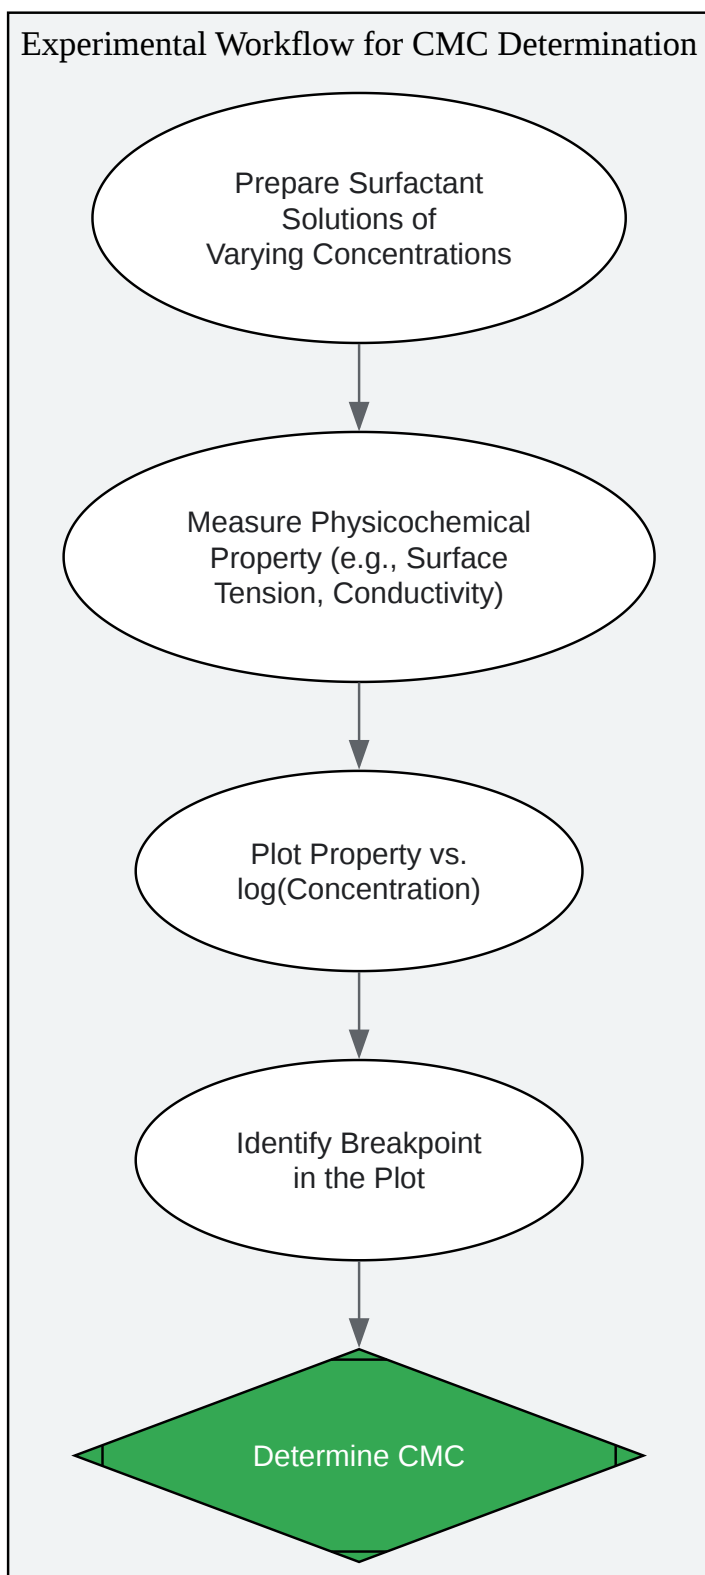 Experimental Workflow for CMC Determination
Prepare Surfactant
Solutions of
Varying Concentrations
Measure Physicochemical
Property (e.g., Surface
Tension, Conductivity)
Plot Property vs.
log(Concentration)
Identify Breakpoint
in the Plot
Determine CMC